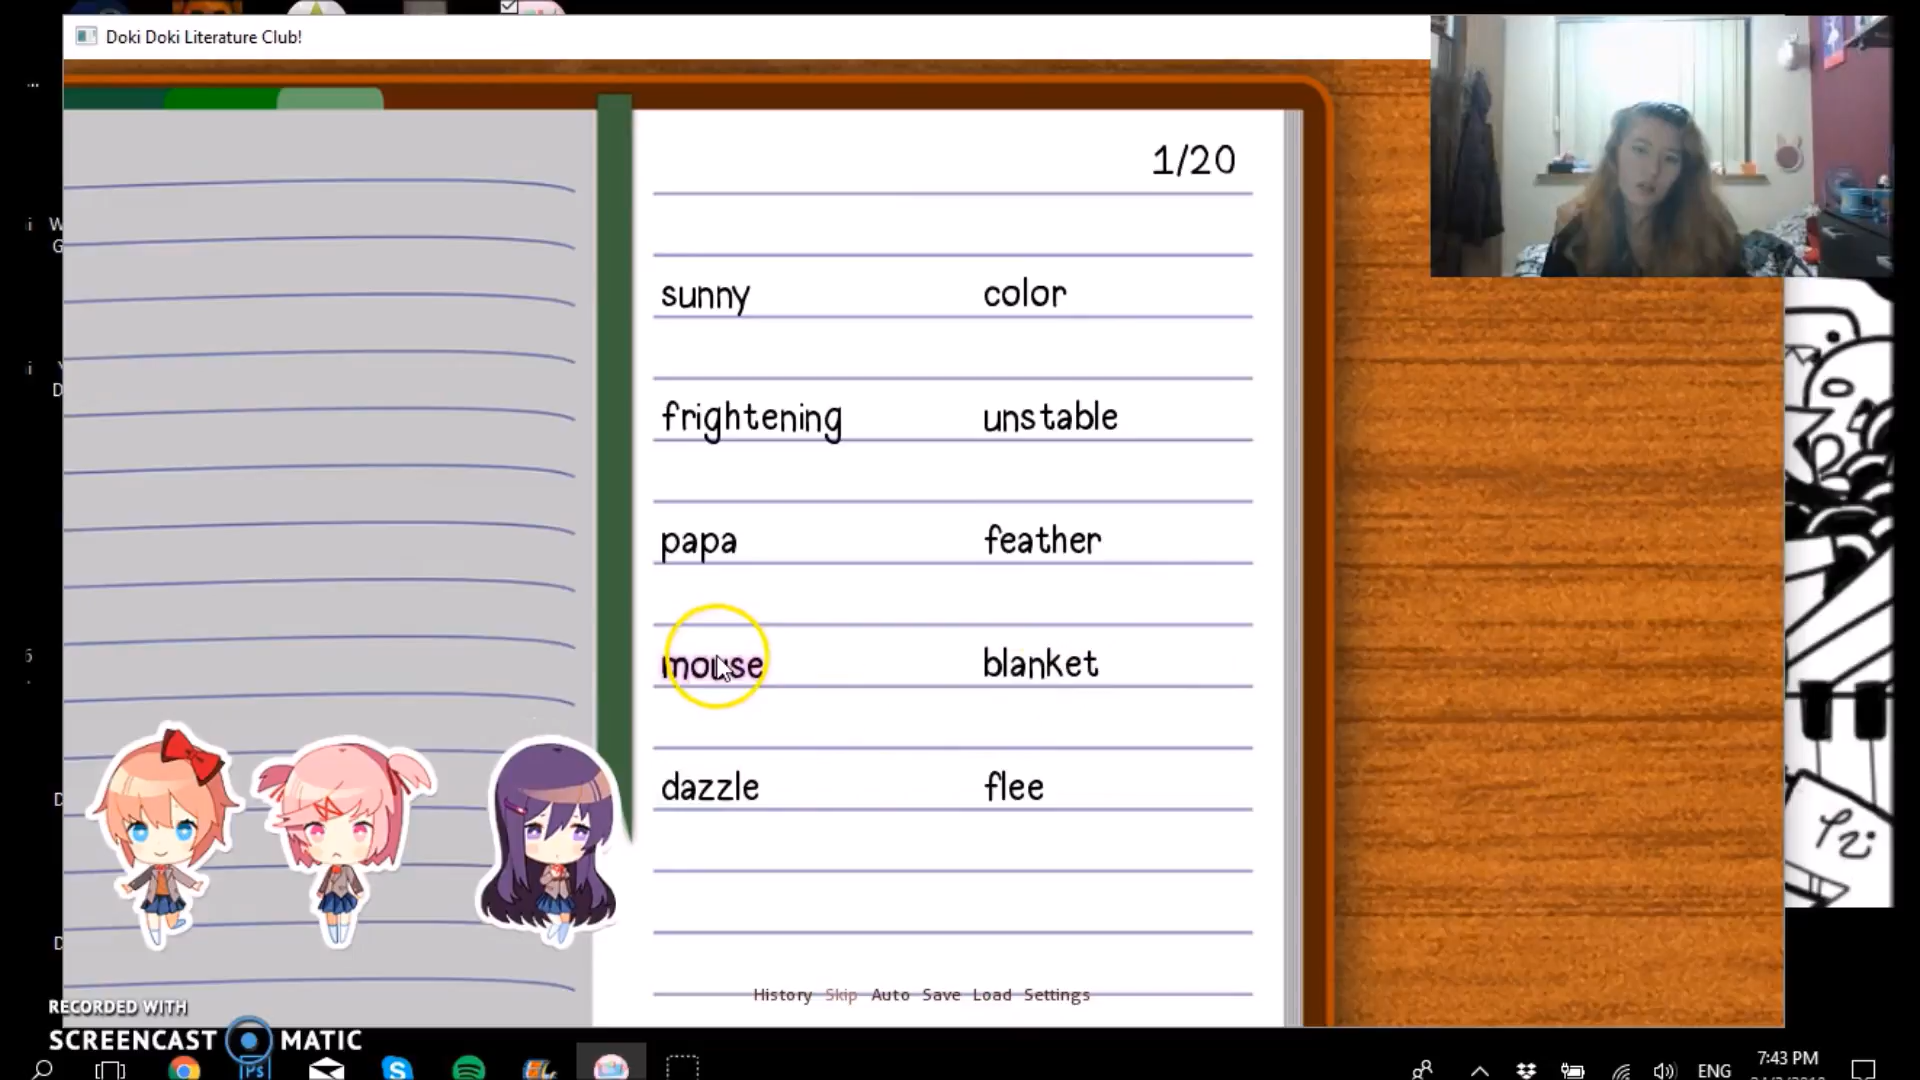 Doki Doki Literature Club!
1/20
sunny color
frightening unstable
papa feather
mouse blanket
dazzle flee
History Skip Auto Save Load Settings
RECORDED WITH
SCREENCAST MATIC
ENG
7:43 PM